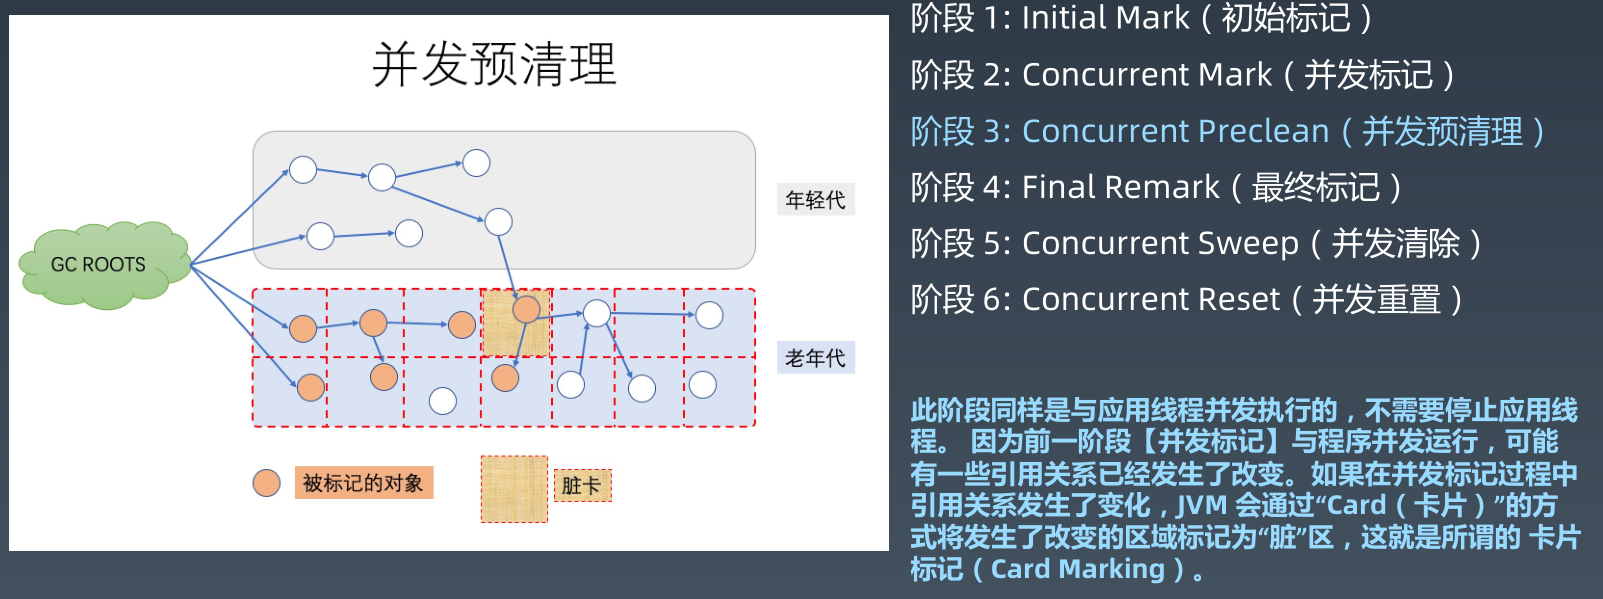 并发预清理
年轻代
GC ROOTS
老年代
被标记的对象
脏卡
阶段 1: Initial Mark（初始标记）
阶段 2: Concurrent Mark（并发标记）
阶段 3: Concurrent Preclean（并发预清理）
阶段 4: Final Remark（最终标记）
阶段 5: Concurrent Sweep（并发清除）
阶段 6: Concurrent Reset（并发重置）
此阶段同样是与应用线程并发执行的，不需要停止应用线
程。 因为前一阶段【并发标记】与程序并发运行，可能
有一些引用关系已经发生了改变。如果在并发标记过程中
引用关系发生了变化，JVM 会通过“Card（卡片）”的方
式将发生了改变的区域标记为“脏”区，这就是所谓的 卡片
标记（Card Marking）。